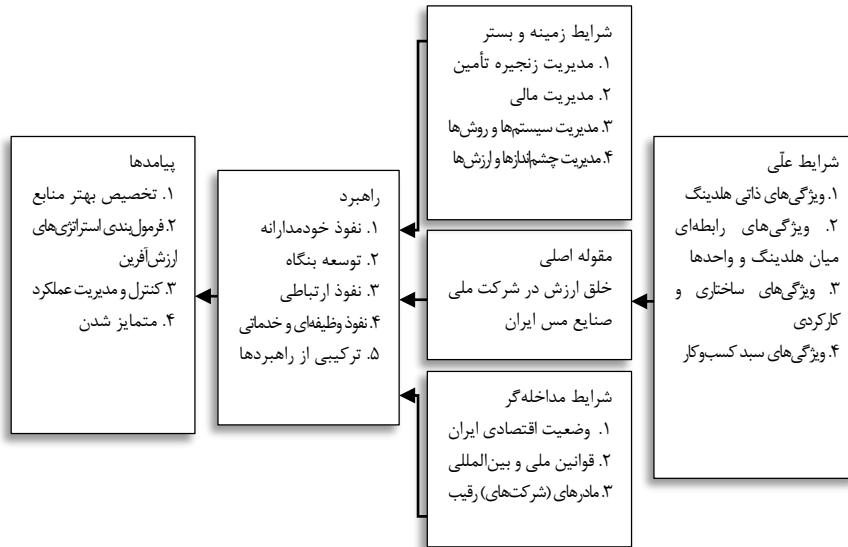 شرایط علّی
۱. ویژگی‌های ذاتی هلدینگ
۲. ویژگی‌های رابطه‌ای
میان هلدینگ و واحدها
۳. ویژگی‌های ساختاری و
کارکردی
۴. ویژگی‌های سبد کسب‌وکار
شرایط زمینه و بستر
۱. مدیریت زنجیره تأمین
۲. مدیریت مالی
۳. مدیریت سیستم‌ها و روش‌ها
۴. مدیریت چشم‌اندازها و ارزش‌ها
مقوله اصلی
خلق ارزش در شرکت ملی
صنایع مس ایران
شرایط مداخله‌گر
۱. وضعیت اقتصادی ایران
۲. قوانین ملی و بین‌المللی
۳. مادرهای (شرکت‌های) رقیب
راهبرد
۱. نفوذ خودمدارانه
۲. توسعه بنگاه
۳. نفوذ ارتباطی
۴. نفوذ وظیفه‌ای و خدماتی
۵. ترکیبی از راهبردها
پیامدها
۱. تخصیص بهتر منابع
۲. فرمول‌بندی استراتژی‌های
ارزش‌آفرین
۳. کنترل و مدیریت عملکرد
۴. متمایز شدن